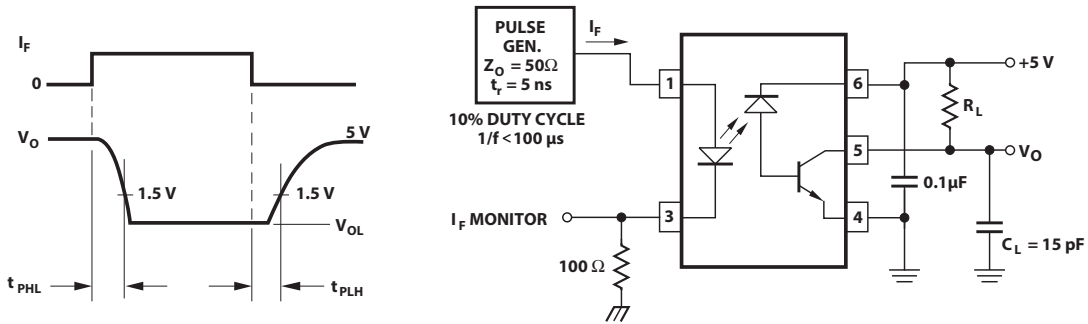 I_F
0
V_O
5 V
1.5 V
1.5 V
V_OL
t_PHL
t_PLH
PULSE
GEN.
Z_O = 50Ω
t_r = 5 ns
10% DUTY CYCLE
1/f < 100 µs
I_F
1
3
6
5
4
+5 V
R_L
V_O
0.1µF
C_L = 15 pF
I_F MONITOR
100 Ω